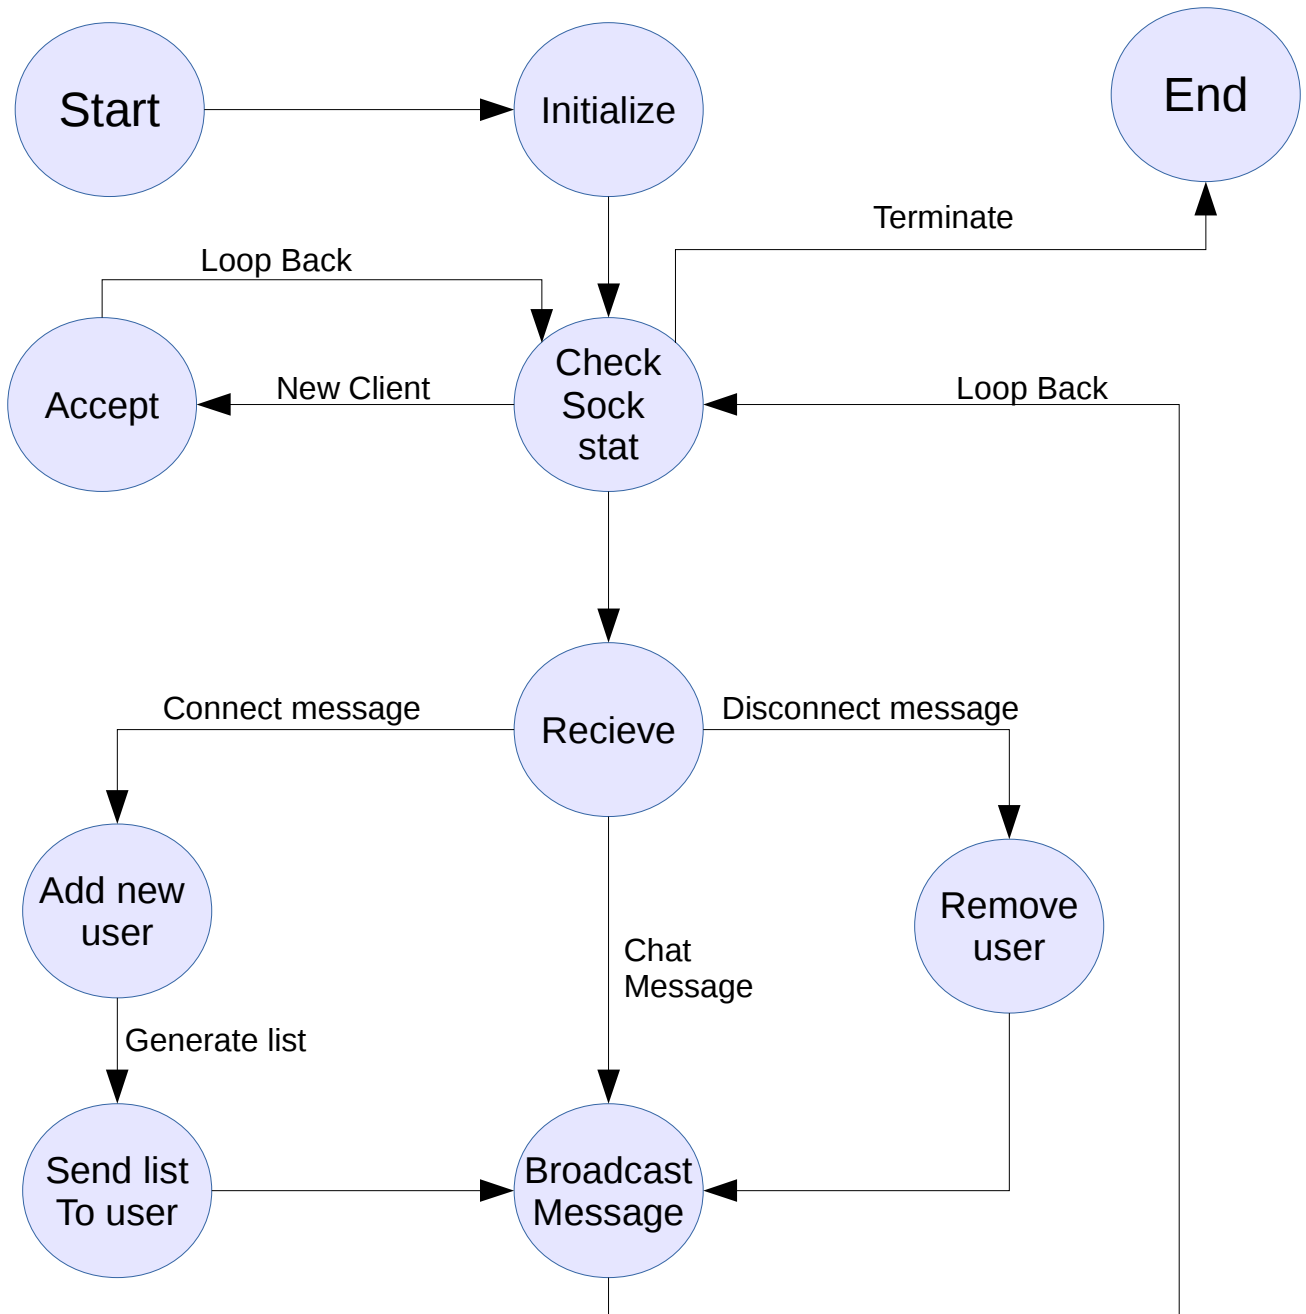 Start
Initialize
End
Terminate
Loop Back
Check
Sock
stat
Accept
New Client
Loop Back
Connect message
Recieve
Disconnect message
Add new
user
Remove
user
Chat
Message
Generate list
Send list
To user
Broadcast
Message